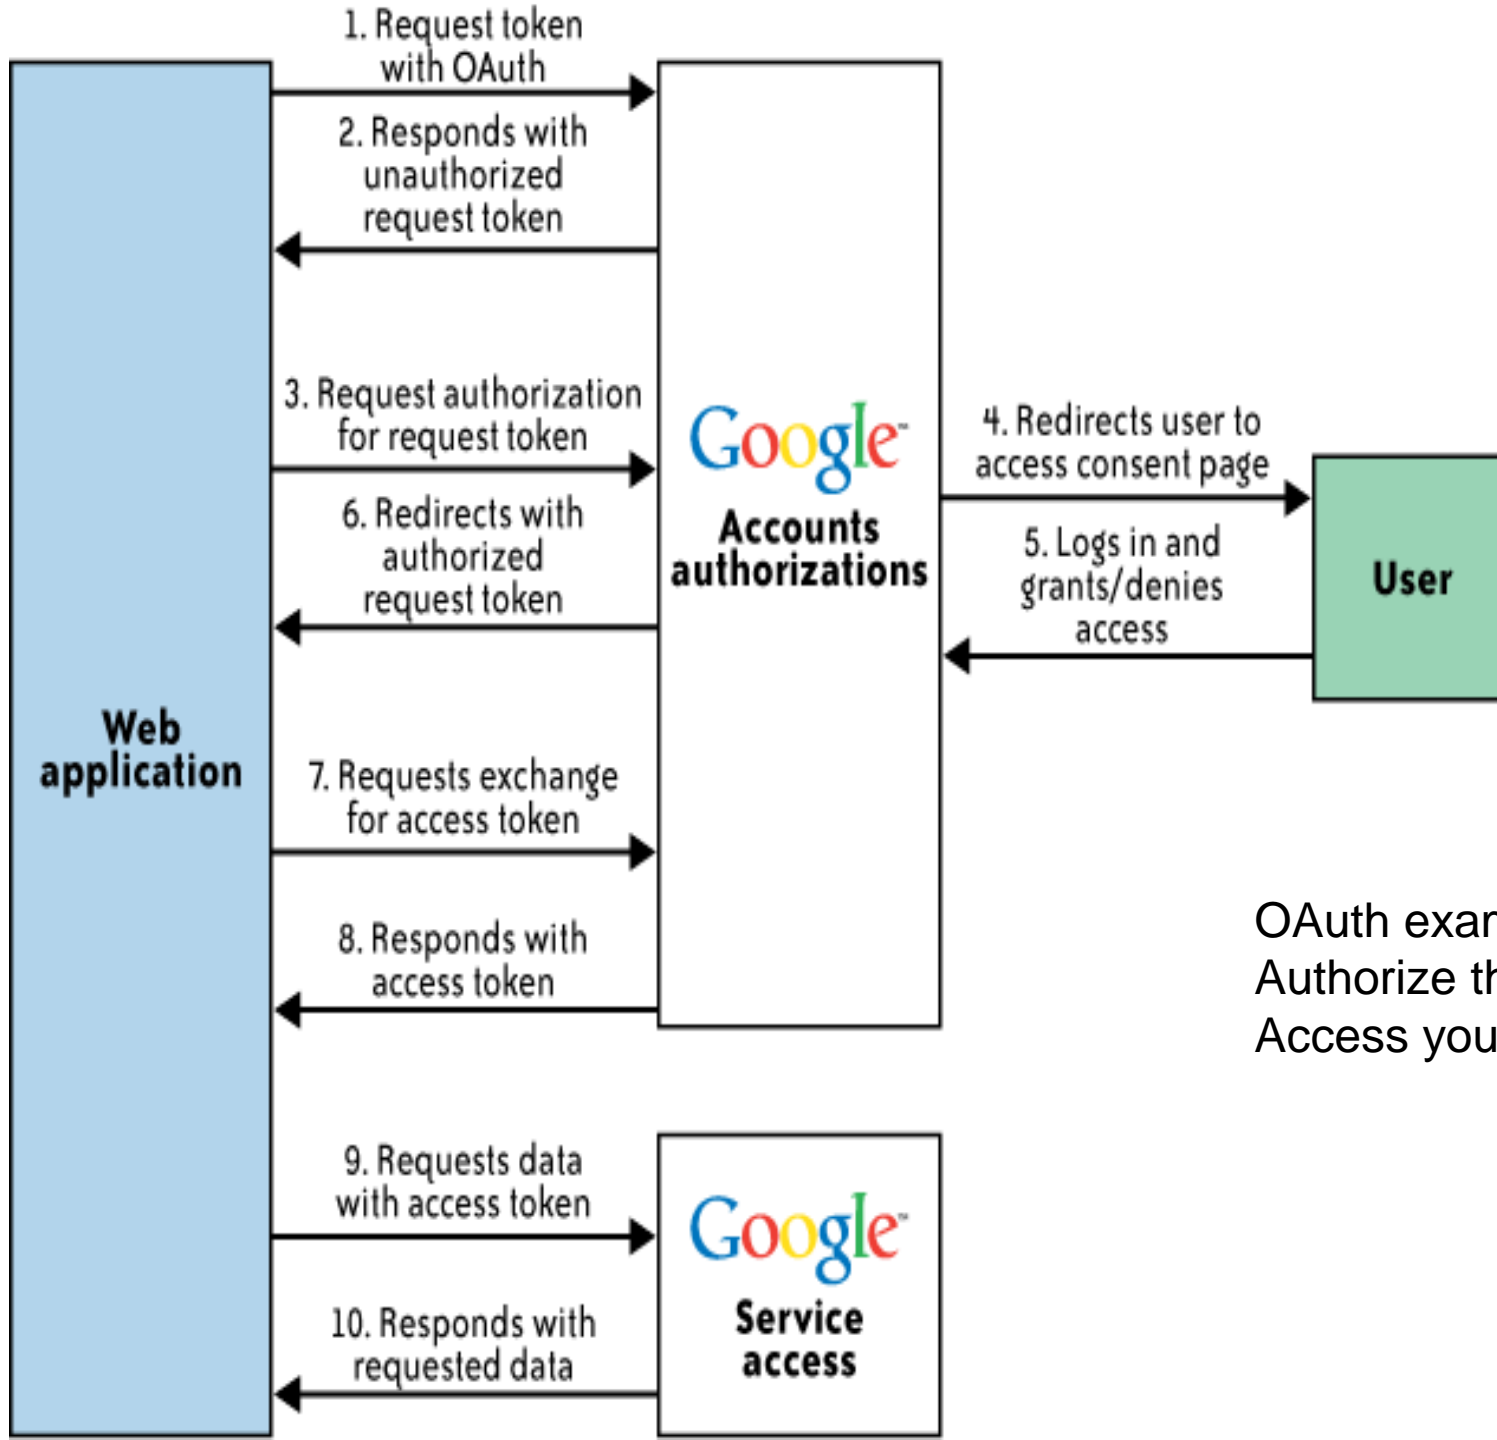 1. Request token
with OAuth
2. Responds with
unauthorized
request token
3. Request authorization
for request token
Google™
Accounts
authorizations
4. Redirects user to
access consent page
5. Logs in and
grants/denies
access
User
6. Redirects with
authorized
request token
Web
application
7. Requests exchange
for access token
8. Responds with
access token
OAuth
Authorize
Access
9. Requests data
with access token
Google™
Service
access
10. Responds with
requested data